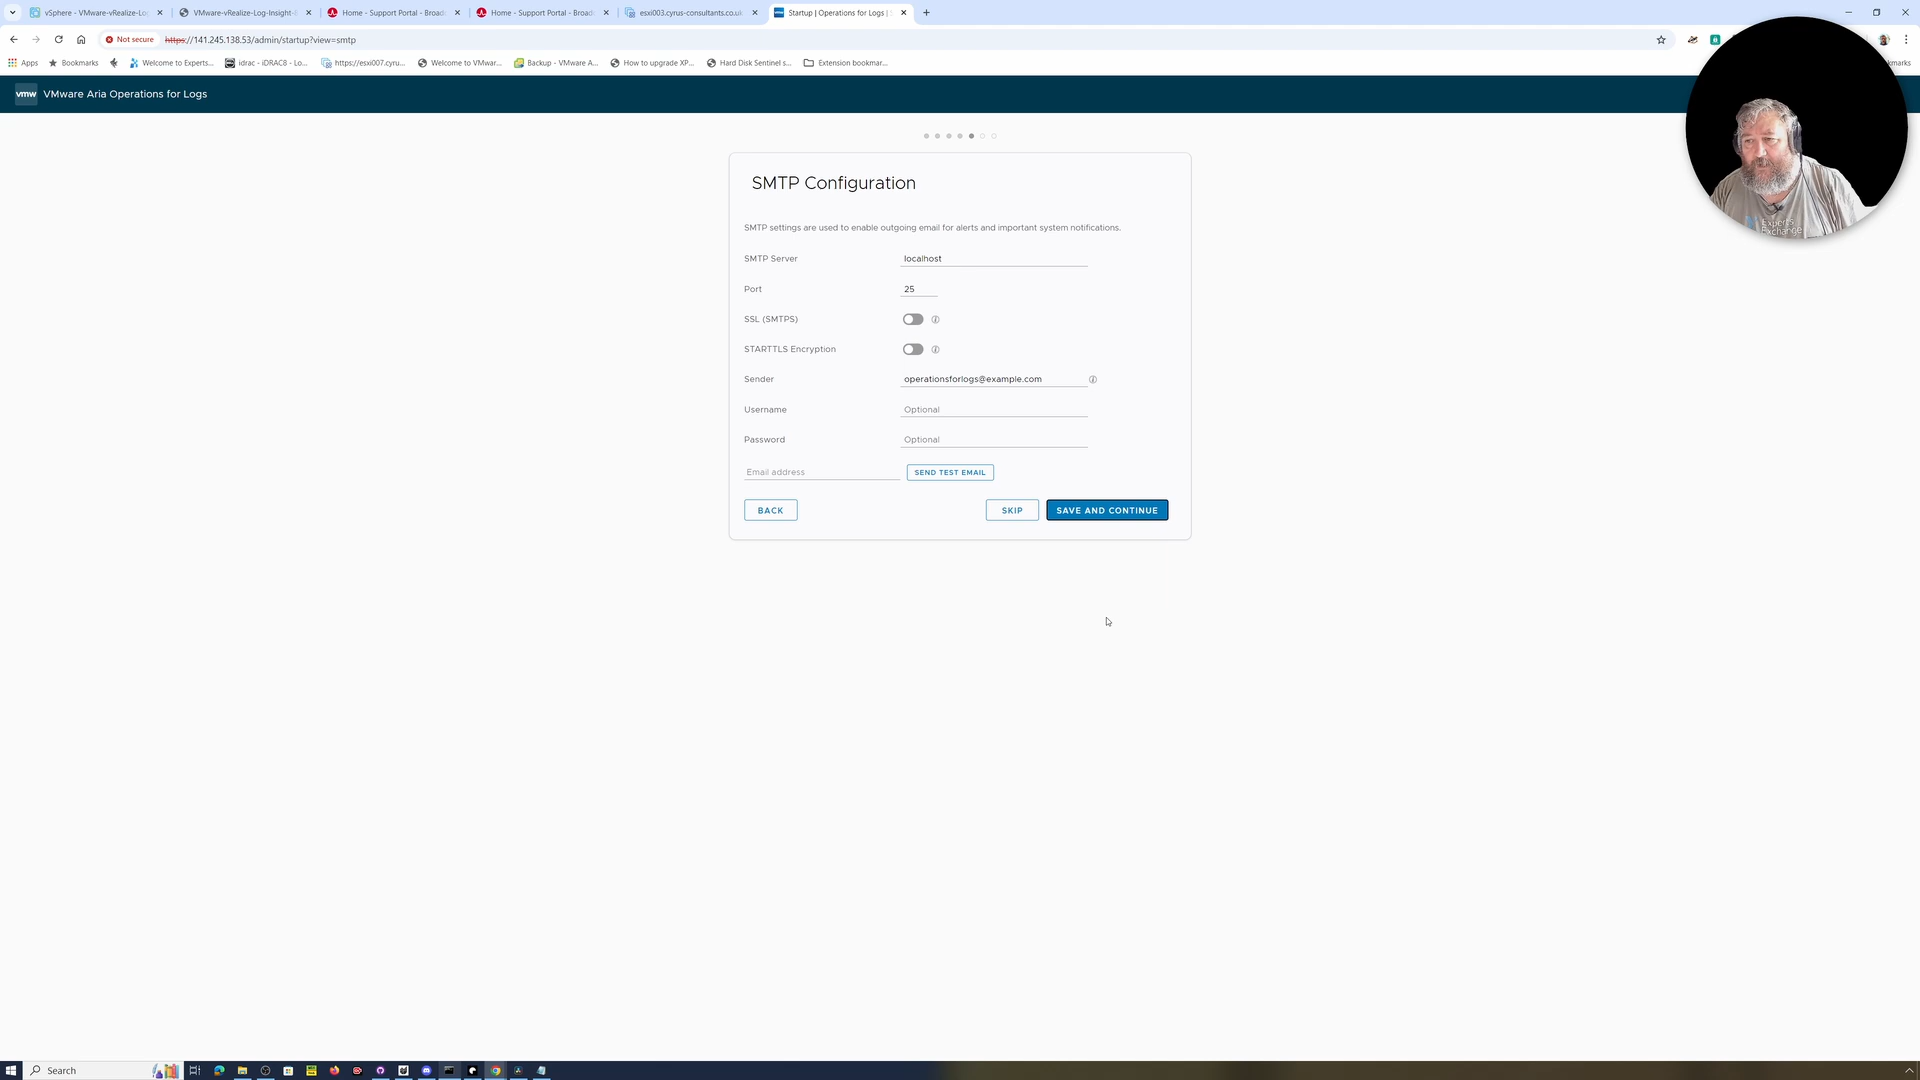 vSphere - VMware-vRealize-Lo
VMware-vRealize-Log-Insight-
Home - Support Portal - Broad
Home - Support Portal - Broad
esxi003.cyrus-consultants.co.u
Startup | Operations for Logs |
Not secure
https://141.245.138.53/admin/startup?view=smtp
Apps
Bookmarks
Welcome to Experts...
idrac - iDRAC8 - Lo...
https://esxi007.cyru...
Welcome to VMwar...
Backup - VMware A...
How to upgrade XP...
Hard Disk Sentinel s...
Extension bookmar...
kmarks
vmw VMware Aria Operations for Logs
SMTP Configuration
SMTP settings are used to enable outgoing email for alerts and important system notifications.
SMTP Server localhost
Port 25
SSL (SMTPS)
STARTTLS Encryption
Sender operationsforlogs@example.com
Username Optional
Password Optional
Email address SEND TEST EMAIL
BACK SKIP SAVE AND CONTINUE
Experts
Exchange
Search